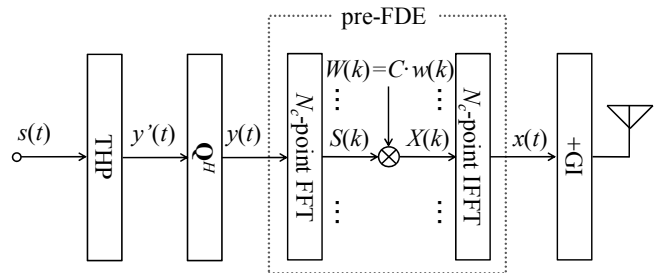 pre-FDE
W(k)=C·w(k)
s(t)
THP
y’(t)
Q^H
y(t)
N_c-point FFT
S(k)
X(k)
N_c-point IFFT
x(t)
+GI